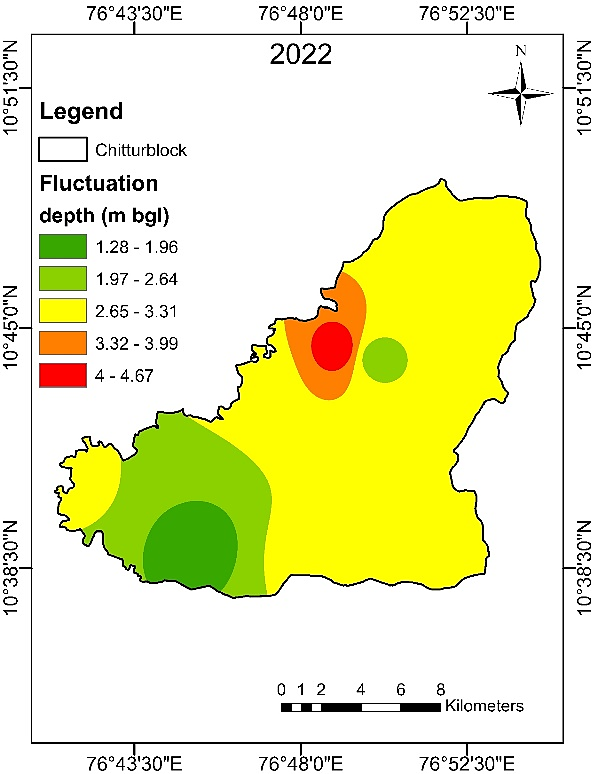 76°43'30"E 76°48'0"E 76°52'30"E
2022
N
10°51'30"N 10°51'30"N
Legend
Chitturblock
Fluctuation
depth (m bgl)
1.28 - 1.96
1.97 - 2.64
2.65 - 3.31
3.32 - 3.99
4 - 4.67
10°45'0"N 10°45'0"N
10°38'30"N 10°38'30"N
0 1 2 4 6 8
Kilometers
76°43'30"E 76°48'0"E 76°52'30"E